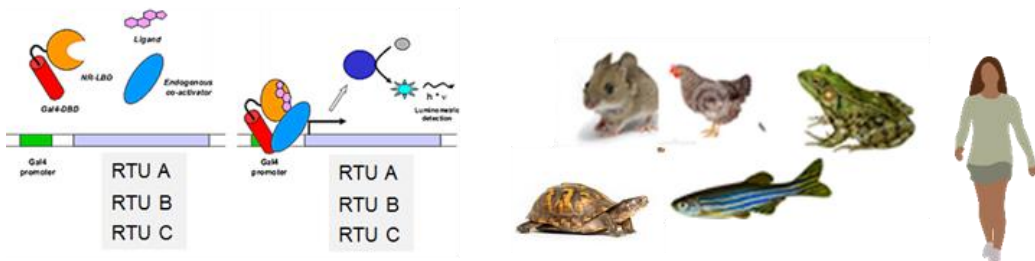 Ligand
NR-LBD
Gal4-DBD
Endogenous
co-activator
Gal4
promoter
RTU A
RTU B
RTU C
h * ν
Luminometric
detection
Gal4
promoter
RTU A
RTU B
RTU C